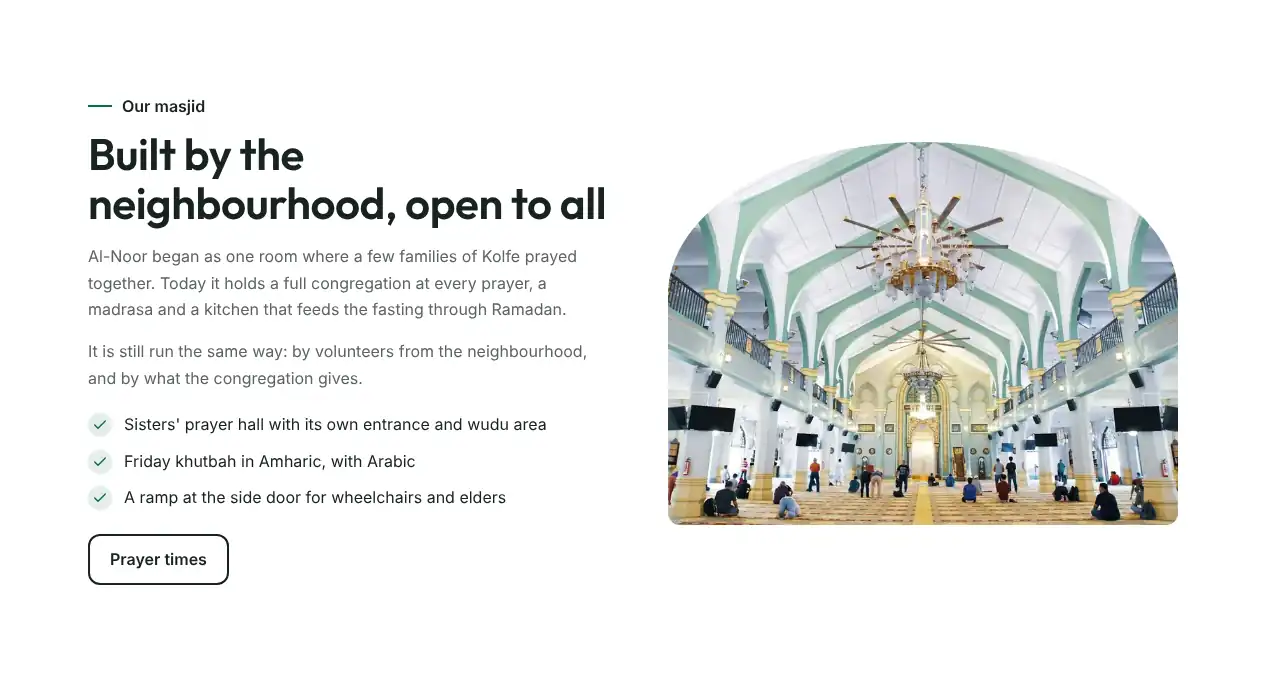 Our masjid
Built by the
neighbourhood, open to all
Al-Noor began as one room where a few families of Kolfe prayed
together. Today it holds a full congregation at every prayer, a
madrasa and a kitchen that feeds the fasting through Ramadan.
It is still run the same way: by volunteers from the neighbourhood,
and by what the congregation gives.
Sisters' prayer hall with its own entrance and wudu area
Friday khutbah in Amharic, with Arabic
A ramp at the side door for wheelchairs and elders
Prayer times